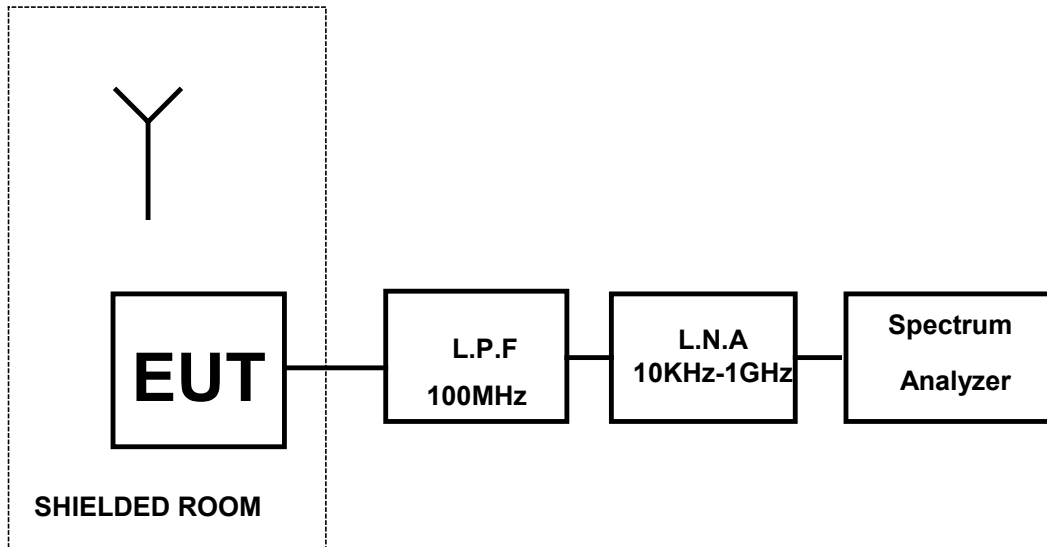 EUT
L.P.F
100MHz
L.N.A
10KHz-1GHz
Spectrum
Analyzer
SHIELDED ROOM